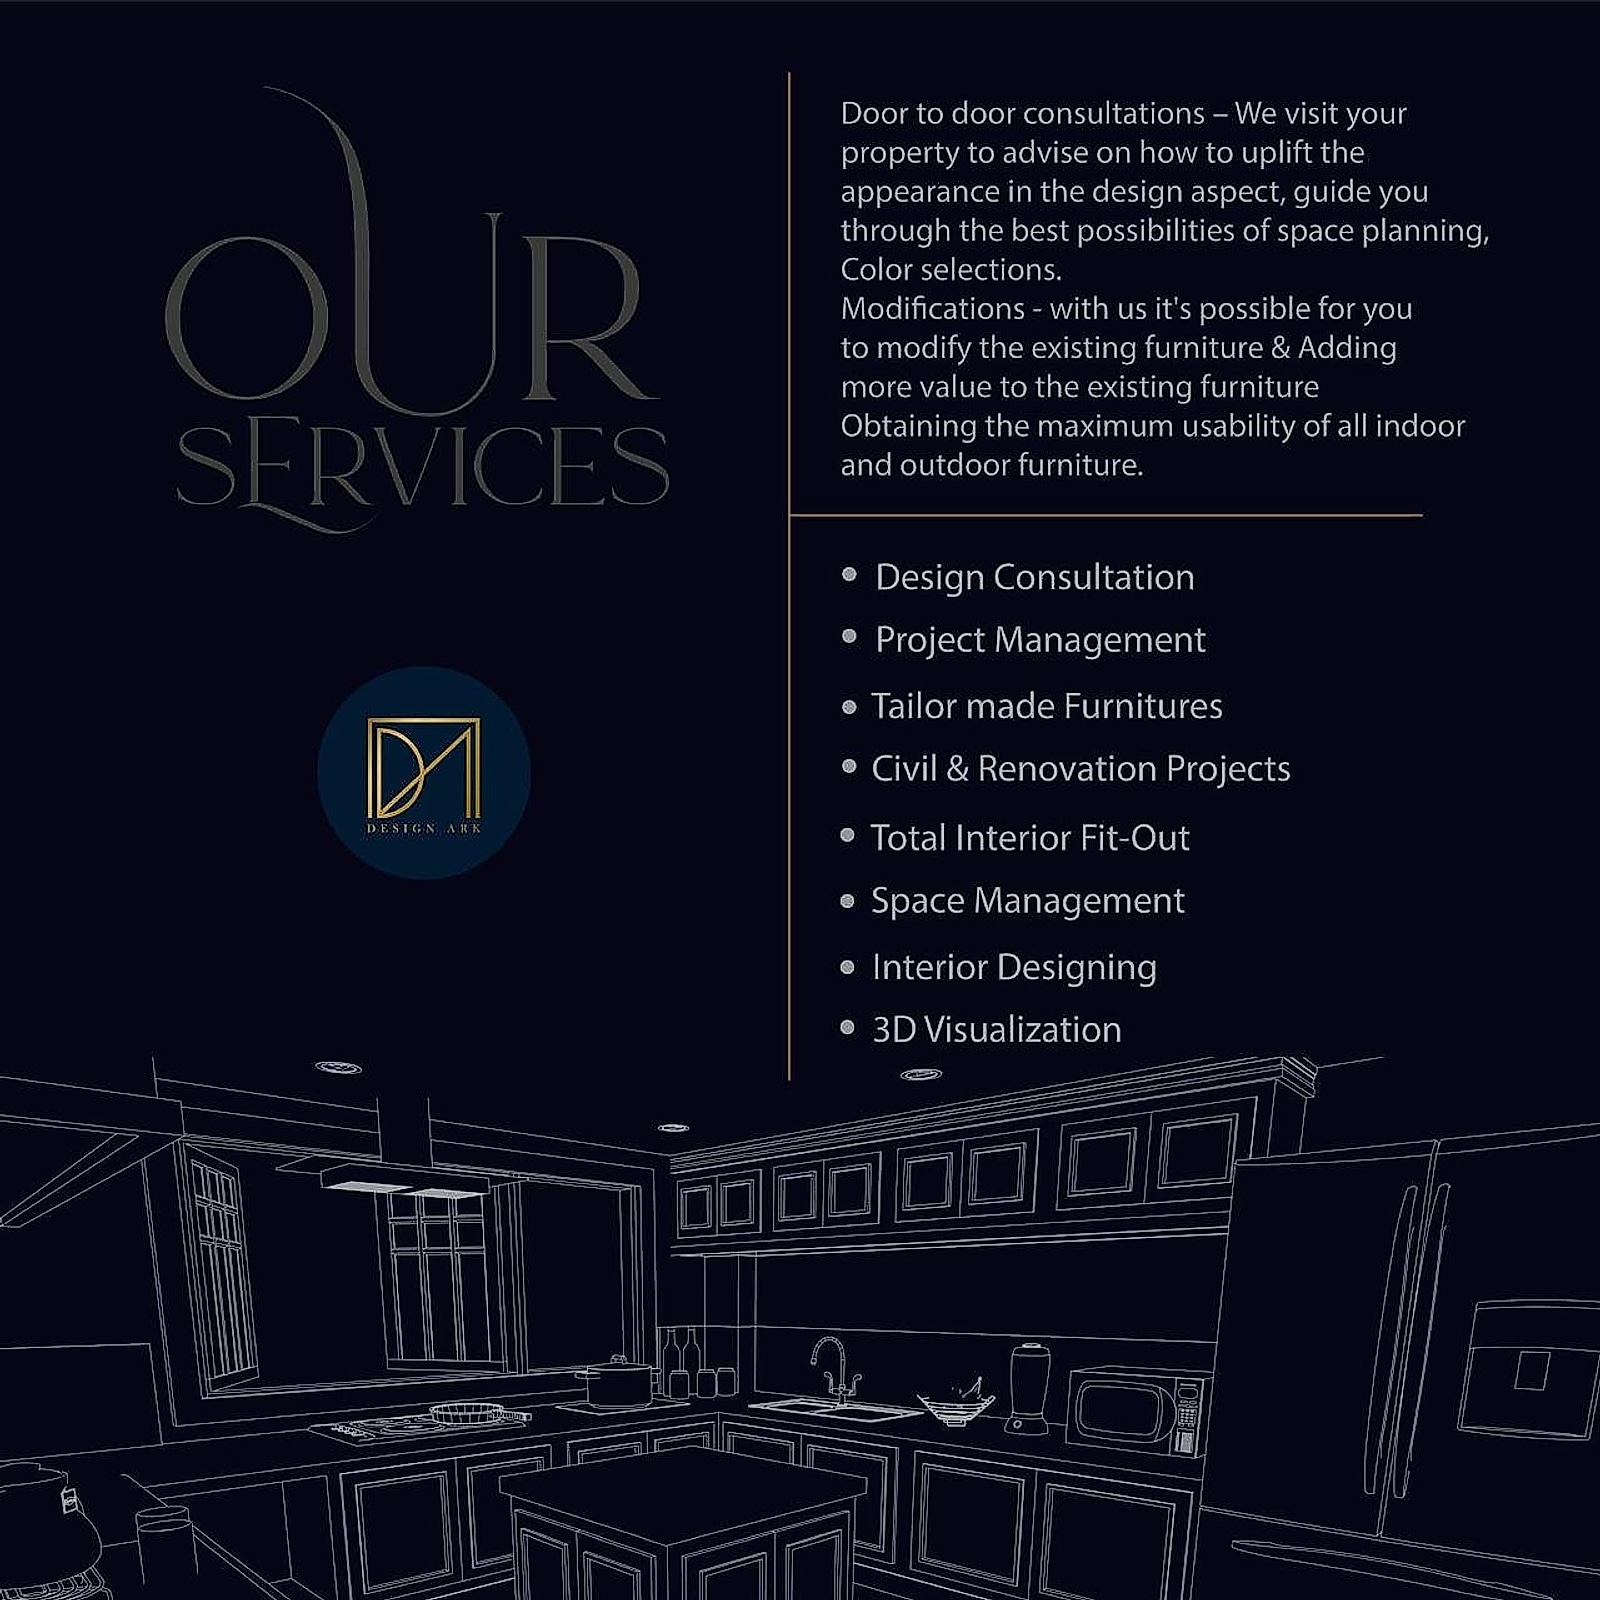 OUR
SERVICES
DESIGN ARK
Door to door consultations – We visit your
property to advise on how to uplift the
appearance in the design aspect, guide you
through the best possibilities of space planning,
Color selections.
Modifications - with us it's possible for you
to modify the existing furniture & Adding
more value to the existing furniture
Obtaining the maximum usability of all indoor
and outdoor furniture.
• Design Consultation
• Project Management
• Tailor made Furnitures
• Civil & Renovation Projects
• Total Interior Fit-Out
• Space Management
• Interior Designing
• 3D Visualization